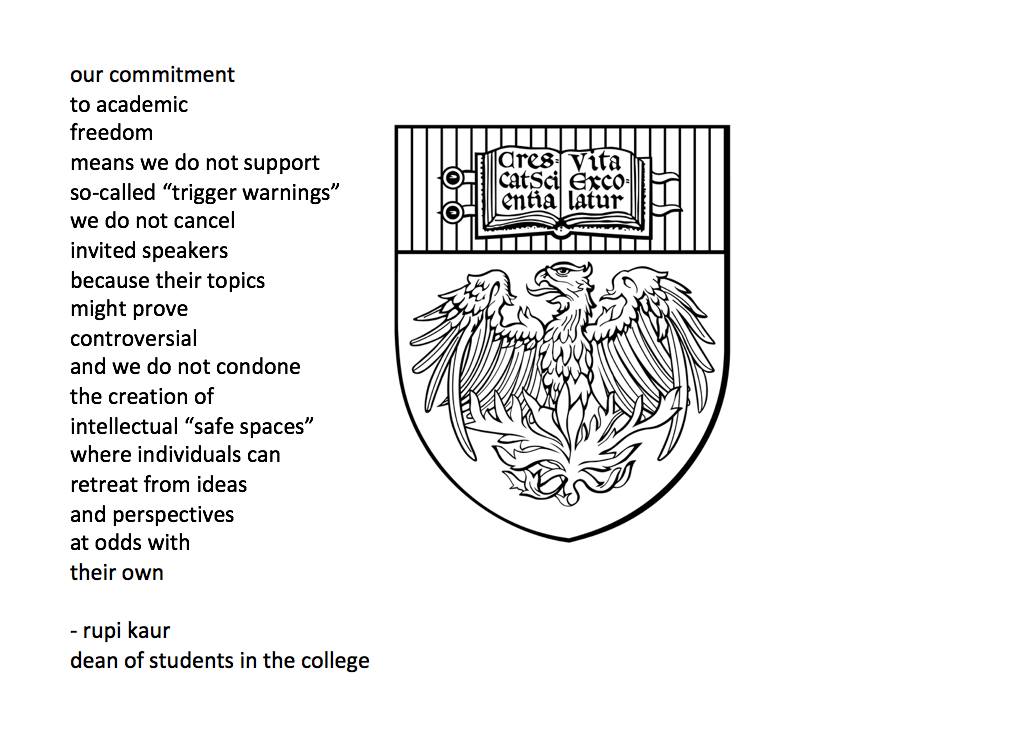 our commitment
to academic
freedom
means we do not support
so-called “trigger warnings”
we do not cancel
invited speakers
because their topics
might prove
controversial
and we do not condone
the creation of
intellectual “safe spaces”
where individuals can
retreat from ideas
and perspectives
at odds with
their own
- rupi kaur
dean of students in the college
Cres=
catSci
entia
Vita
Exco=
latur